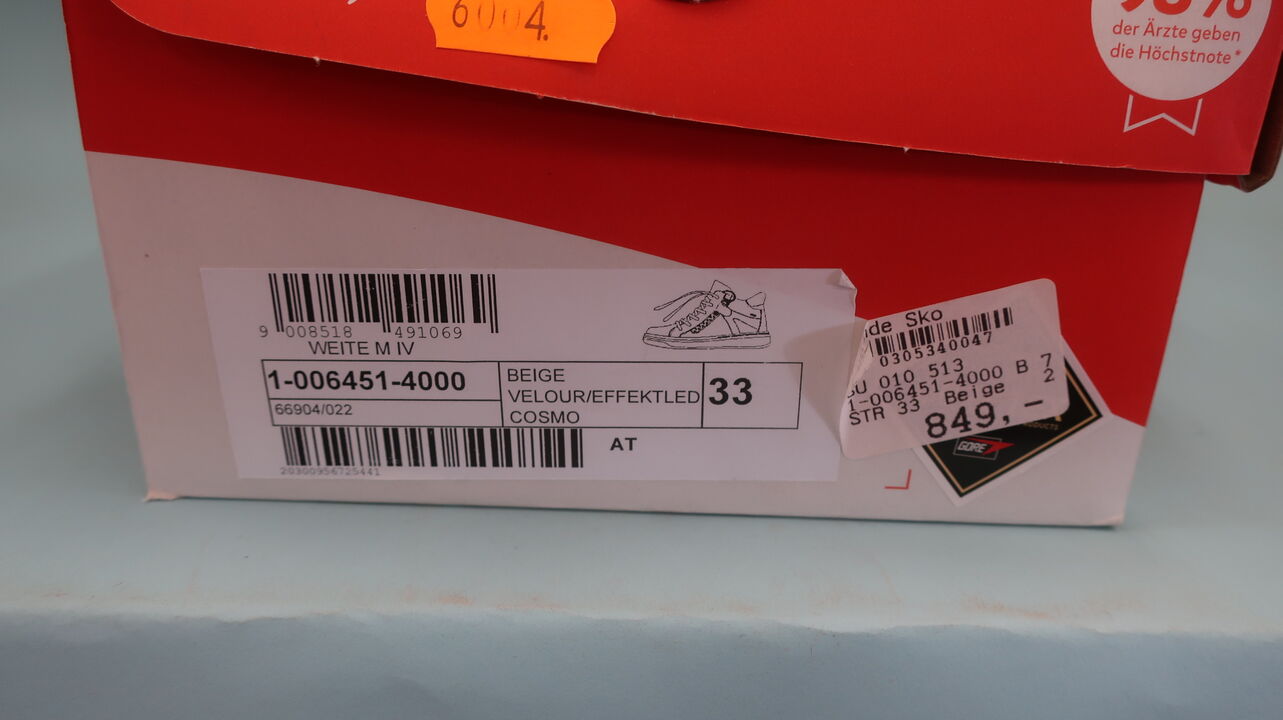 6004.
der Ärzte geben
die Höchstnote*
9 008518 491069
WEITE M IV
1-006451-4000
66904/022
BEIGE
VELOUR/EFFEKTLED
COSMO
33
20300956725441
AT
Sko
0305340047
010 513
1-006451-4000 B 7
STR 33 Beige 2
849,-
GORE